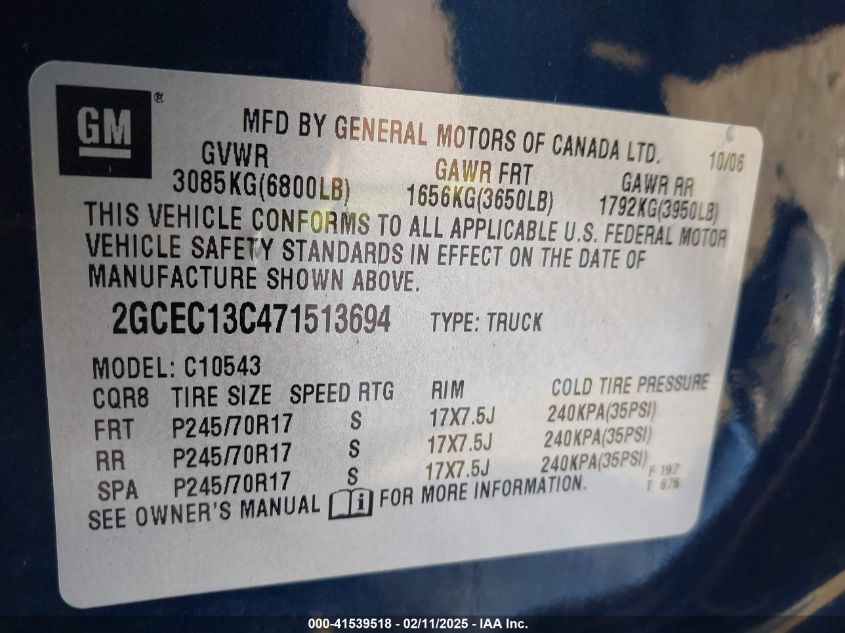 GM ®
MFD BY GENERAL MOTORS OF CANADA LTD. 10/06
GVWR GAWR FRT GAWR RR
3085KG(6800LB) 1656KG(3650LB) 1792KG(3950LB)
THIS VEHICLE CONFORMS TO ALL APPLICABLE U.S. FEDERAL MOTOR
VEHICLE SAFETY STANDARDS IN EFFECT ON THE DATE OF
MANUFACTURE SHOWN ABOVE.
2GCEC13C471513694 TYPE: TRUCK
MODEL: C10543
CQR8 TIRE SIZE SPEED RTG RIM COLD TIRE PRESSURE
FRT P245/70R17 S 17X7.5J 240KPA(35PSI)
RR P245/70R17 S 17X7.5J 240KPA(35PSI)
SPA P245/70R17 S 17X7.5J 240KPA(35PSI)
F 197
T 676
SEE OWNER'S MANUAL FOR MORE INFORMATION.
000-41539518 - 02/11/2025 - IAA Inc.